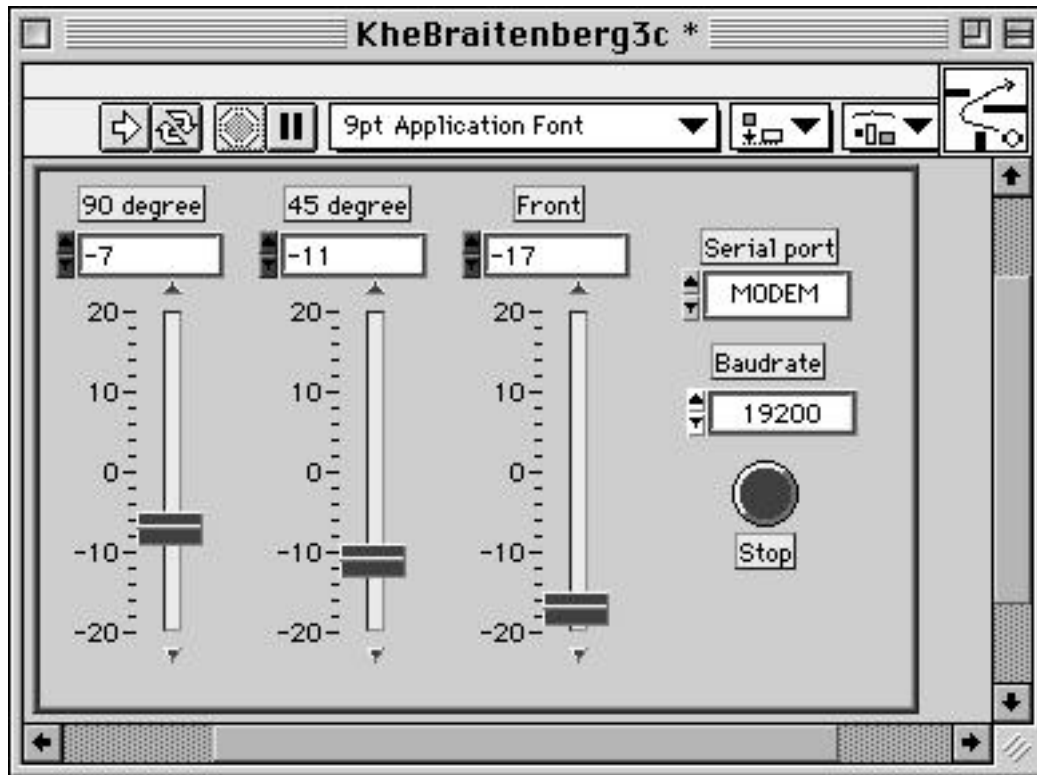 KheBraitenberg3c *
9pt Application Font
90 degree
-7
20
10
0
-10
-20
45 degree
-11
20
10
0
-10
-20
Front
-17
20
10
0
-10
-20
Serial port
MODEM
Baudrate
19200
Stop